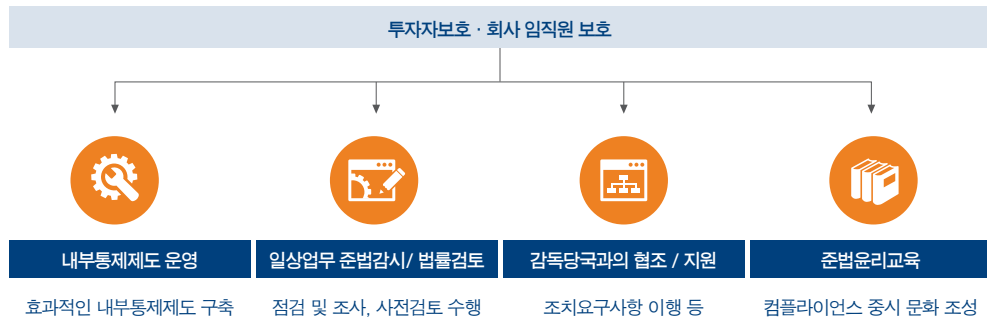 투자자보호 · 회사 임직원 보호
내부통제제도 운영
일상업무 준법감시/ 법률검토
감독당국과의 협조 / 지원
준법윤리교육
효과적인 내부통제제도 구축
점검 및 조사, 사전검토 수행
조치요구사항 이행 등
컴플라이언스 중시 문화 조성